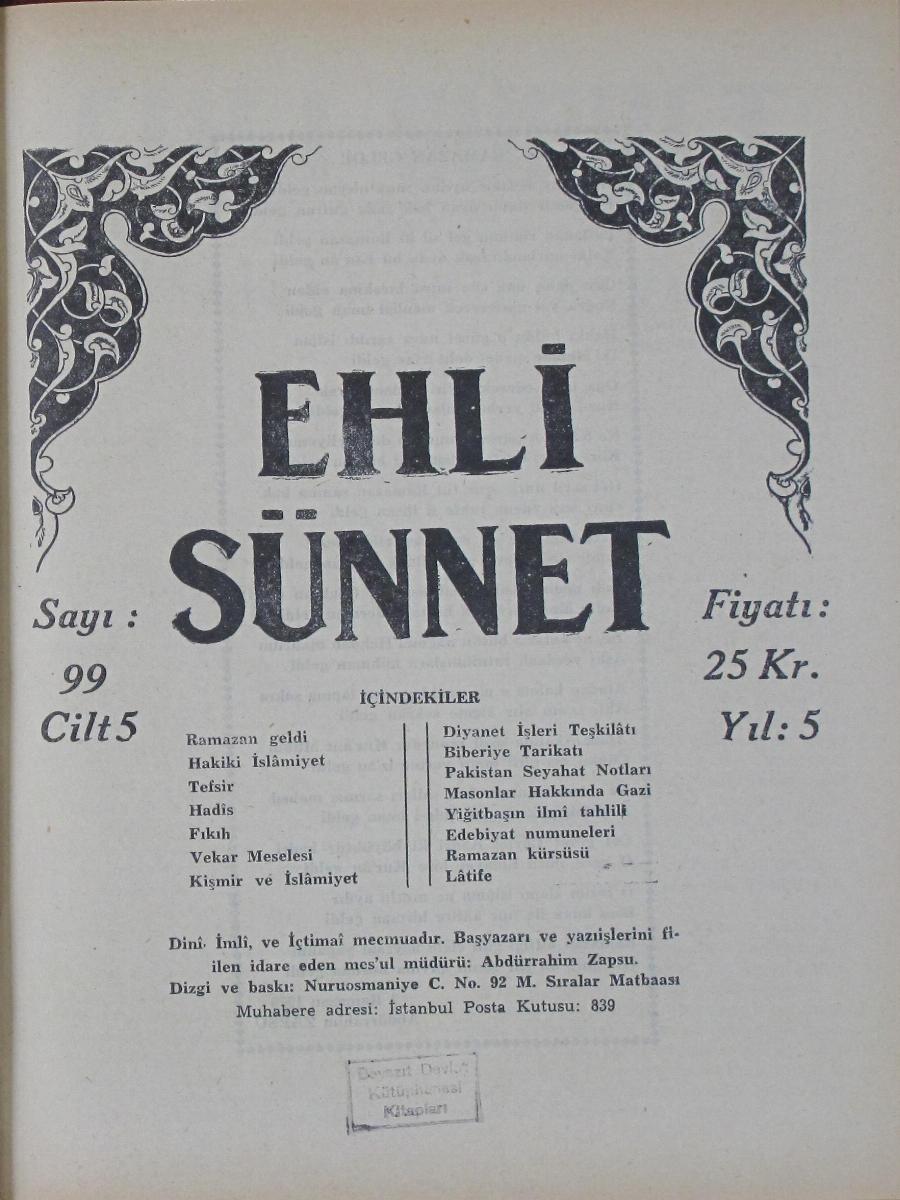 EHLİ
SÜNNET
Sayı :
99
Cilt 5
Fiyatı :
25 Kr.
Yıl: 5
İÇİNDEKİLER
Ramazan geldi
Hakiki İslâmiyet
Tefsir
Hadîs
Fıkıh
Vekar Meselesi
Kişmir ve İslâmiyet
Diyanet İşleri Teşkilâtı
Biberiye Tarikatı
Pakistan Seyahat Notları
Masonlar Hakkında Gazi
Yiğitbaşın ilmî tahlili
Edebiyat numuneleri
Ramazan kürsüsü
Lâtife
Dinî, İmlî, ve İçtimaî mecmuadır. Başyazarı ve yazıişlerini fi-
ilen idare eden mes'ul müdürü: Abdürrahim Zapsu.
Dizgi ve baskı: Nuruosmaniye C. No. 92 M. Sıralar Matbaası
Muhabere adresi: İstanbul Posta Kutusu: 839
Beyazıt Devlet
Kütüphanesi
Kitapları